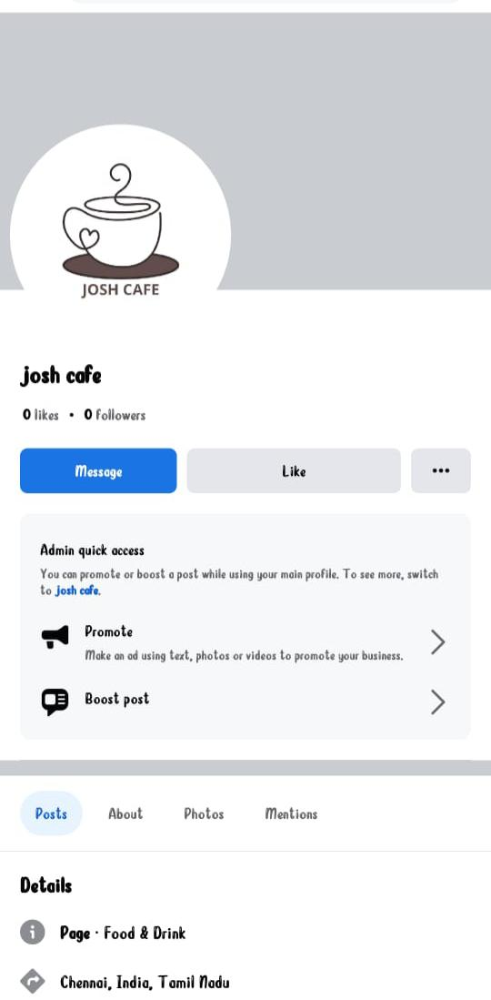 JOSH CAFE
josh cafe
0 likes • 0 followers
Message
Like
Admin quick access
You can promote or boost a post while using your main profile. To see more, switch
to josh cafe.
Promote
Make an ad using text, photos or videos to promote your business.
Boost post
Posts
About
Photos
Mentions
Details
Page · Food & Drink
Chennai, India, Tamil Nadu